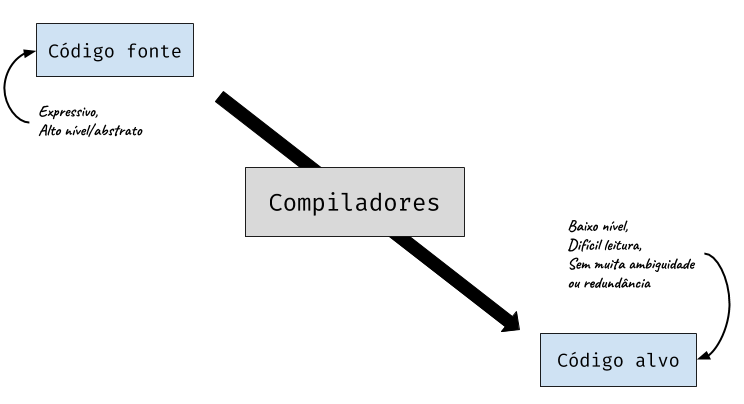 Código fonte
Expressivo,
Alto nível/abstrato
Compiladores
Baixo nível,
Difícil leitura,
Sem muita ambiguidade
ou redundância
Código alvo